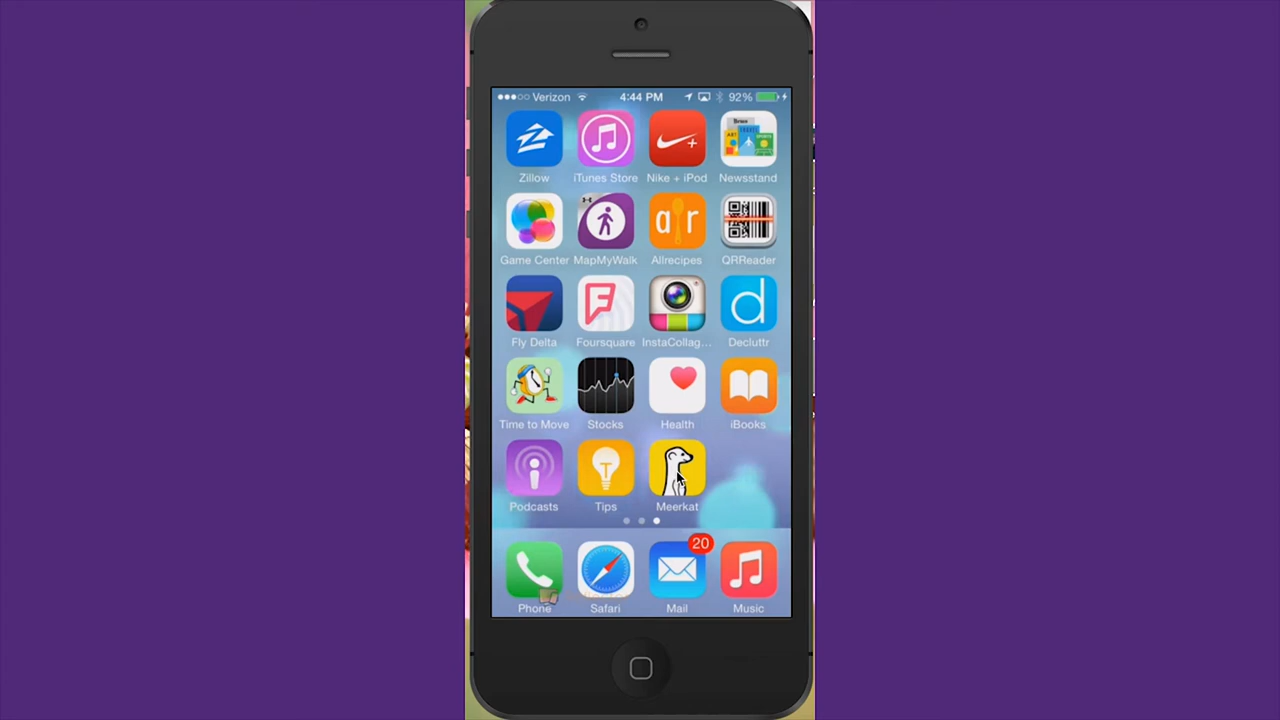 Verizon 4:44 PM 92%
Zillow iTunes Store Nike + iPod Newsstand
Game Center MapMyWalk Allrecipes QRReader
Fly Delta Foursquare InstaCollag... Decluttr
Time to Move Stocks Health iBooks
Podcasts Tips Meerkat
20
Phone Safari Mail Music